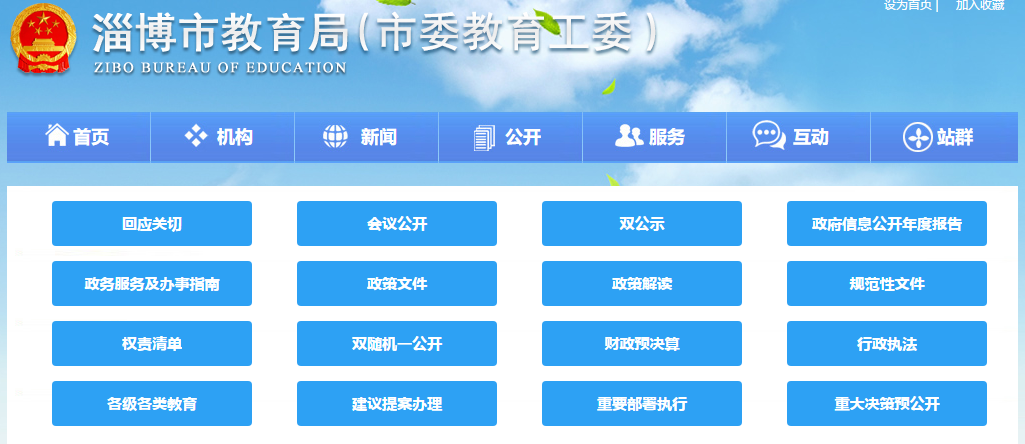 设为首页 | 加入收藏
淄博市教育局(市委教育工委)
ZIBO BUREAU OF EDUCATION
首页 机构 新闻 公开 服务 互动 站群
回应关切 会议公开 双公示 政府信息公开年度报告
政务服务及办事指南 政策文件 政策解读 规范性文件
权责清单 双随机一公开 财政预决算 行政执法
各级各类教育 建议提案办理 重要部署执行 重大决策预公开